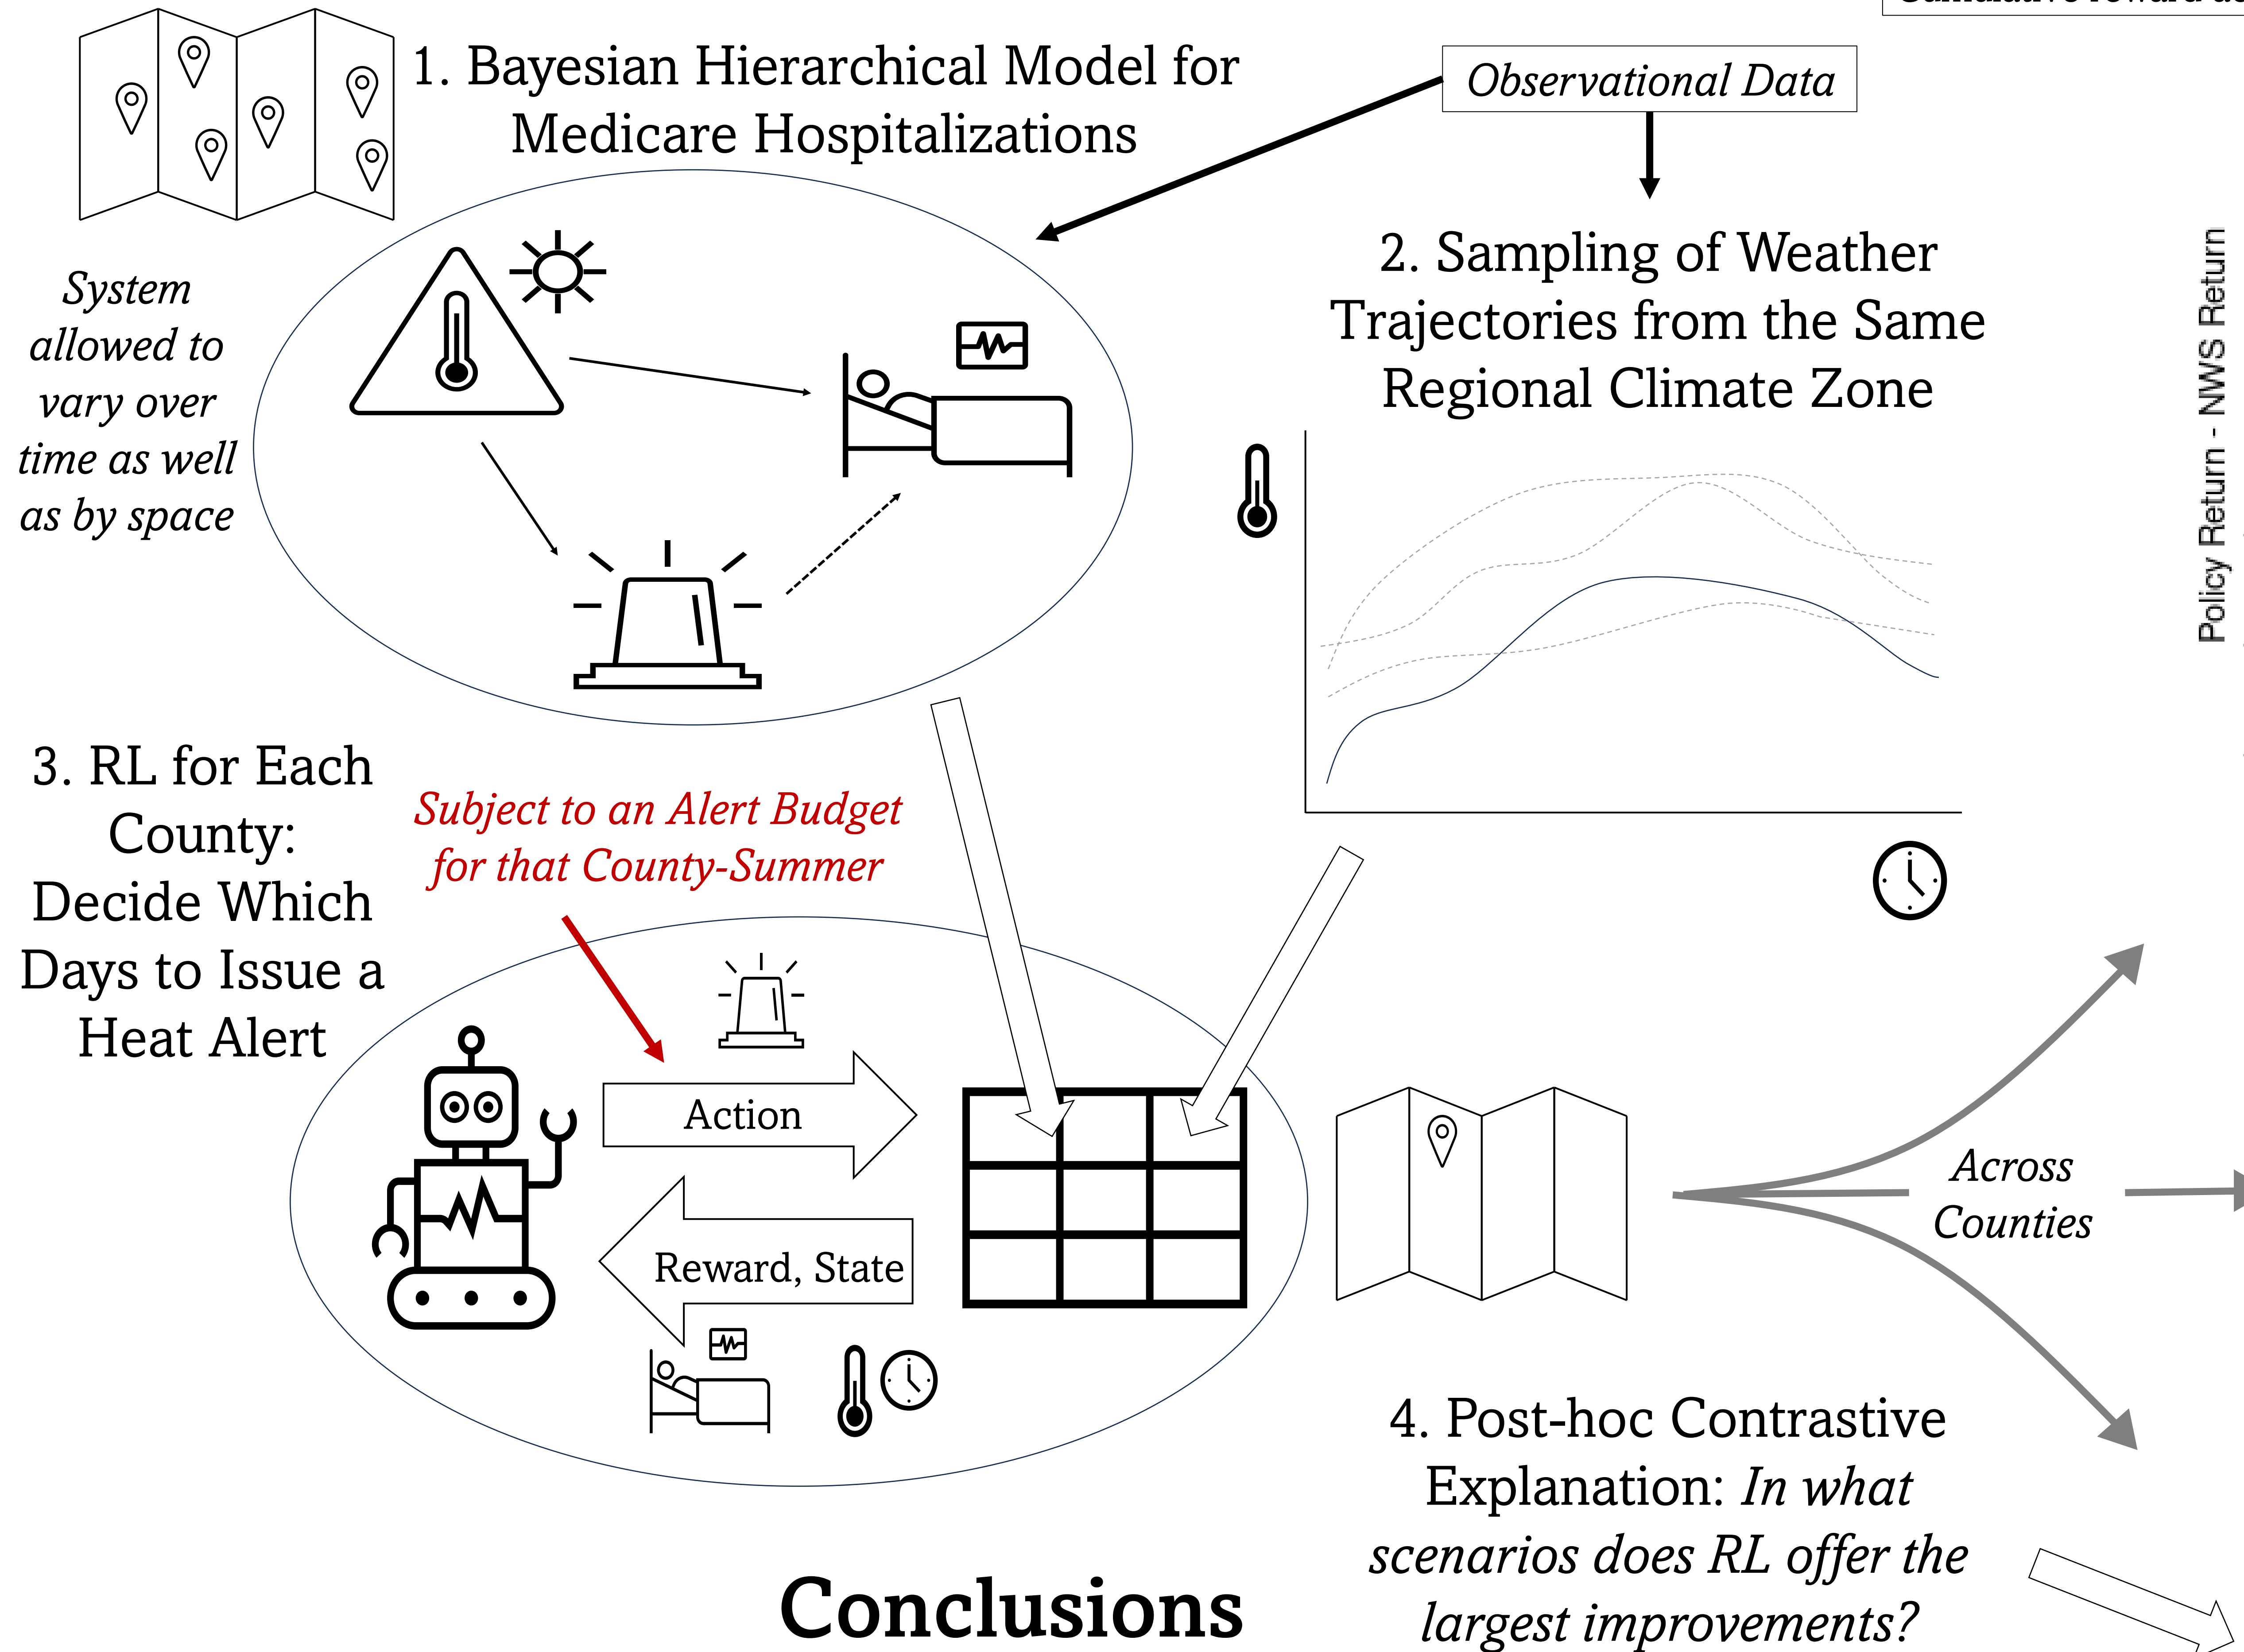 1. Bayesian Hierarchical Model for
Medicare Hospitalizations
Observational Data
System
allowed to
vary over
time as well
as by space
2. Sampling of Weather
Trajectories from the Same
Regional Climate Zone
Policy Return - NWS Return
3. RL for Each
County:
Decide Which
Days to Issue a
Heat Alert
Subject to an Alert Budget
for that County-Summer
Action
Reward, State
Across
Counties
4. Post-hoc Contrastive
Explanation: In what
scenarios does RL offer the
largest improvements?
Conclusions